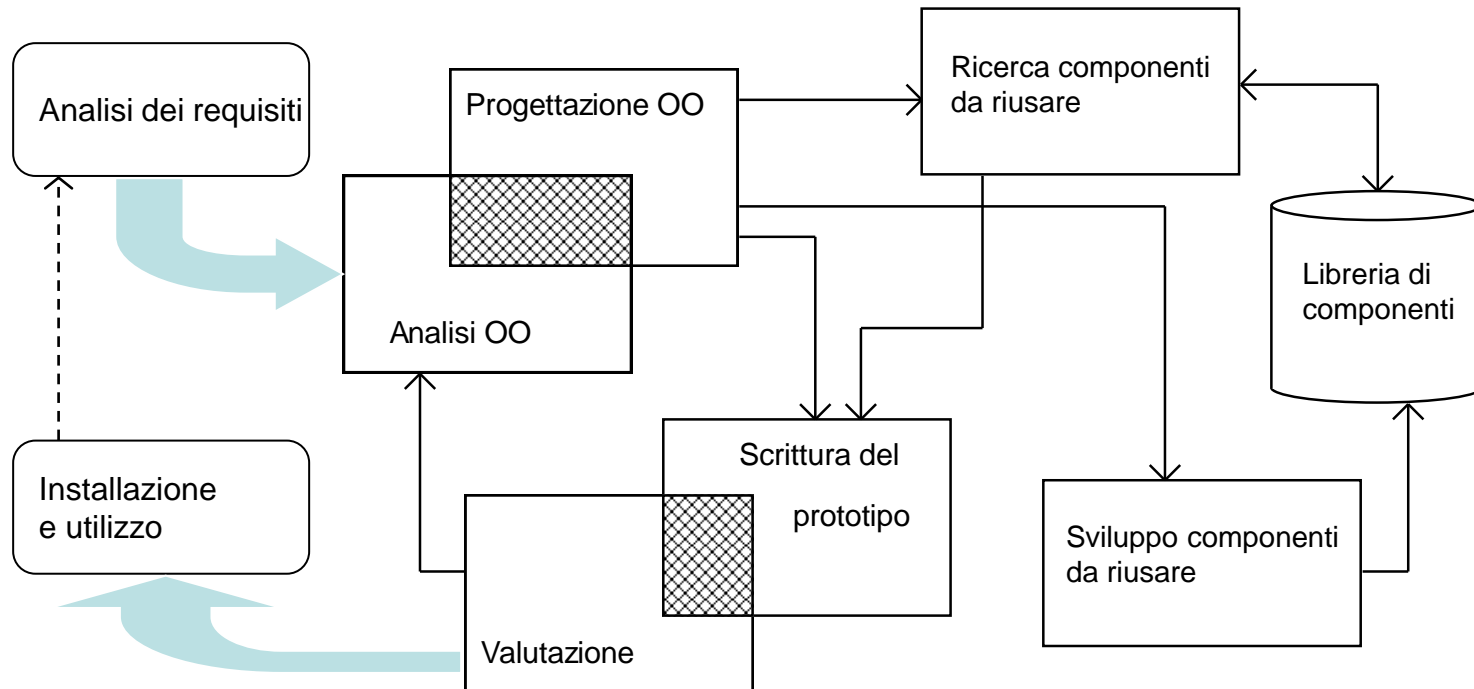 Analisi dei requisiti
Progettazione OO
Ricerca componenti
da riusare
Analisi OO
Libreria di
componenti
Installazione
e utilizzo
Scrittura del
prototipo
Sviluppo componenti
da riusare
Valutazione